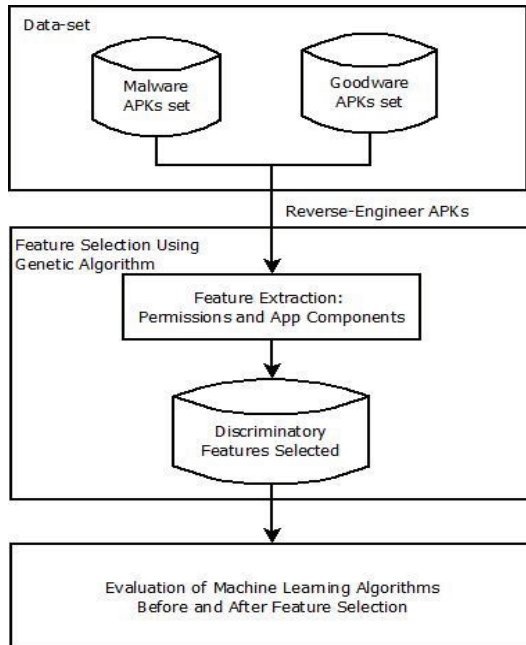 Data-set
Malware
APKs set
Goodware
APKs set
Reverse-Engineer APKs
Feature Selection Using
Genetic Algorithm
Feature Extraction:
Permissions and App Components
Discriminatory
Features Selected
Evaluation of Machine Learning Algorithms
Before and After Feature Selection